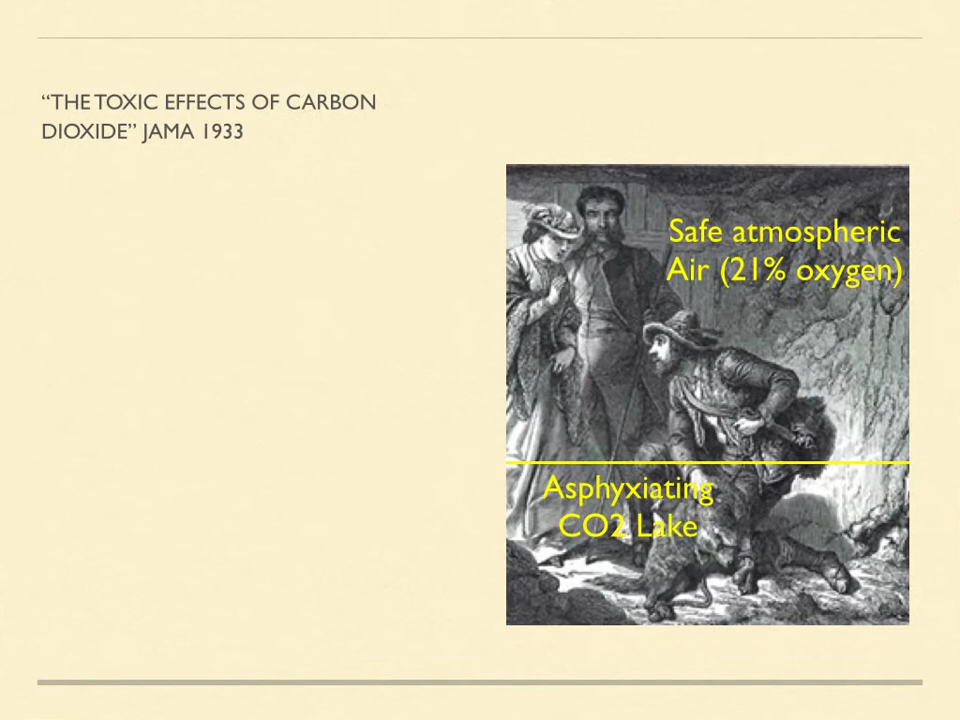 “THE TOXIC EFFECTS OF CARBON
DIOXIDE” JAMA 1933
Safe atmospheric
Air (21% oxygen)
Asphyxiating
CO2 Lake